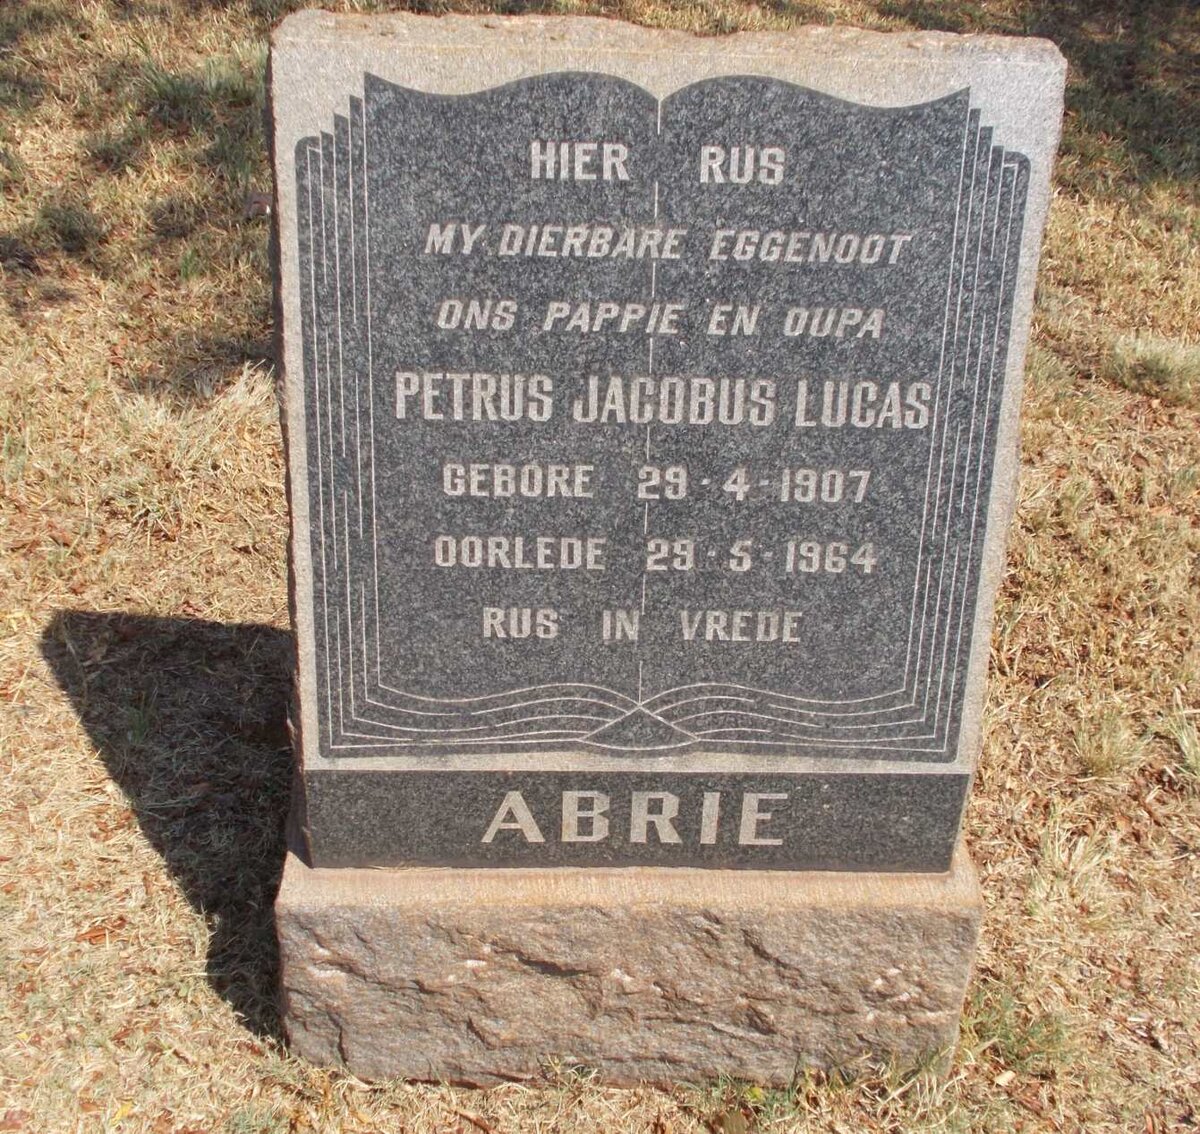 HIER RUS
MY DIERBARE EGGENOOT
ONS PAPPIE EN OUPA
PETRUS JACOBUS LUCAS
GEBORE 29·4·1907
OORLEDE 29·5·1964
RUS IN VREDE
ABRIE